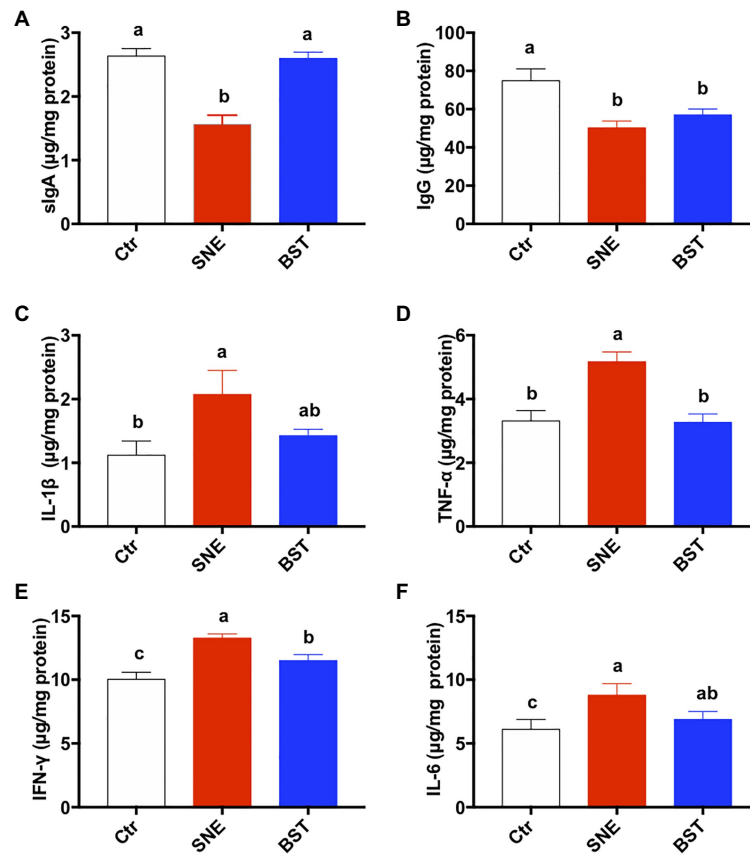 A
sIgA (μg/mg protein)
3
2
1
0
a
b
a
Ctr
SNE
BST
B
IgG (μg/mg protein)
100
80
60
40
20
0
a
b
b
Ctr
SNE
BST
C
IL-1β (μg/mg protein)
3
2
1
0
b
a
ab
Ctr
SNE
BST
D
TNF-α (μg/mg protein)
6
4
2
0
b
a
b
Ctr
SNE
BST
E
IFN-γ (μg/mg protein)
15
10
5
0
c
a
b
Ctr
SNE
BST
F
IL-6 (μg/mg protein)
15
10
5
0
c
a
ab
Ctr
SNE
BST